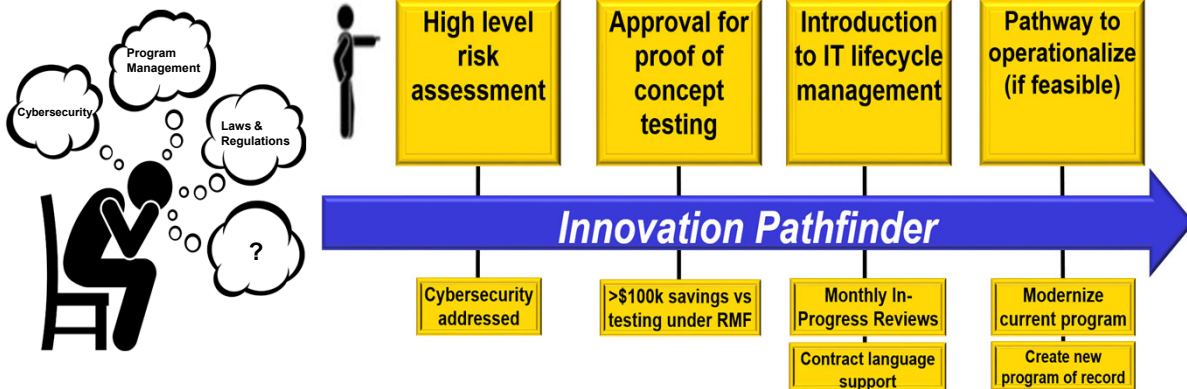 Program
Management
Cybersecurity
Laws &
Regulations
?
High level
risk
assessment
Approval for
proof of
concept
testing
Introduction
to IT lifecycle
management
Pathway to
operationalize
(if feasible)
Innovation Pathfinder
Cybersecurity
addressed
>$100k savings vs
testing under RMF
Monthly In-
Progress Reviews
Contract language
support
Modernize
current program
Create new
program of record